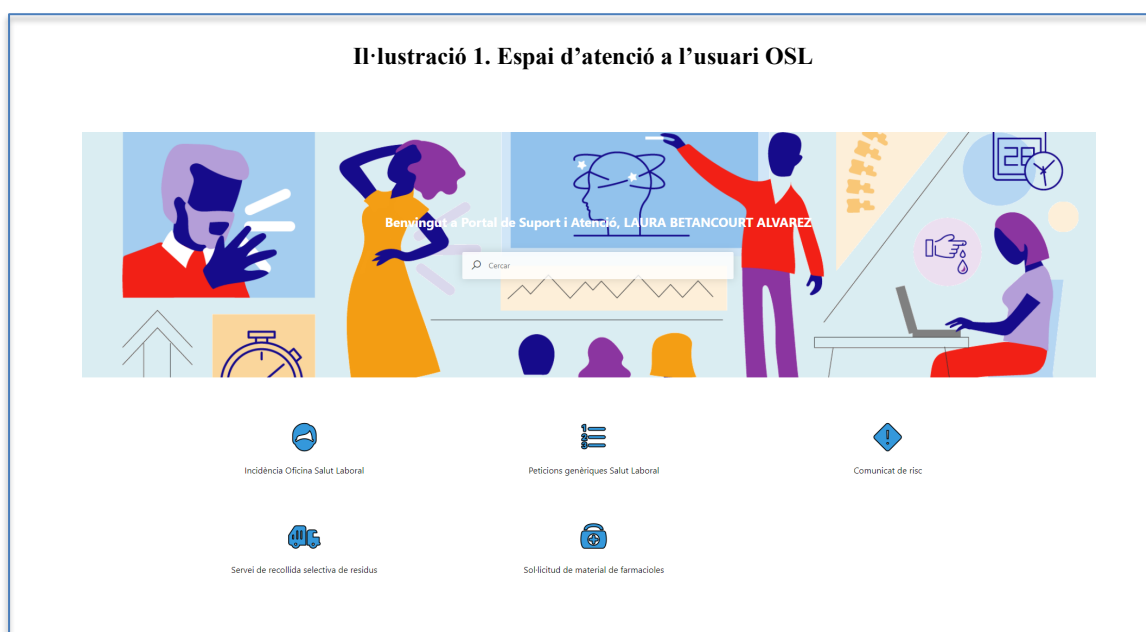 Il·lustració 1. Espai d’atenció a l’usuari OSL
Benvingut a Portal de Suport i Atenció, LAURA BETANCOURT ALVAREZ
Cercar
Incidència Oficina Salut Laboral
Peticions genèriques Salut Laboral
Comunicat de risc
Servei de recollida selectiva de residus
Sol·licitud de material de farmacioles